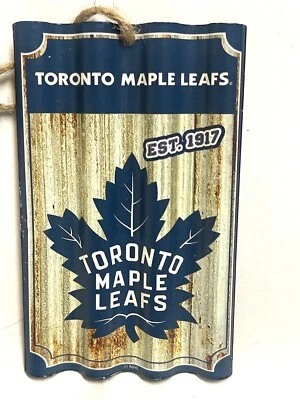 TORONTO MAPLE LEAFS
EST. 1917
TORONTO
MAPLE
LEAFS